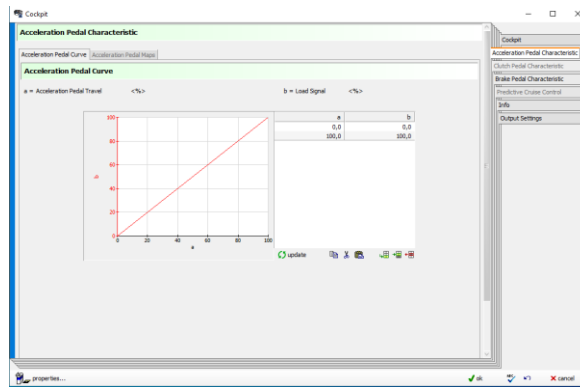 Cockpit
Acceleration Pedal Characteristic
Cockpit
Acceleration Pedal Characteristic
Clutch Pedal Characteristic
Brake Pedal Characteristic
Predictive Cruise Control
Info
Output Settings
Acceleration Pedal Curve Acceleration Pedal Maps
Acceleration Pedal Curve
a = Acceleration Pedal Travel <%> b = Load Signal <%>
a b
0,0 0,0
100,0 100,0
100
80
60
b
40
20
0
0 20 40 60 80 100
a
update
properties... ok cancel